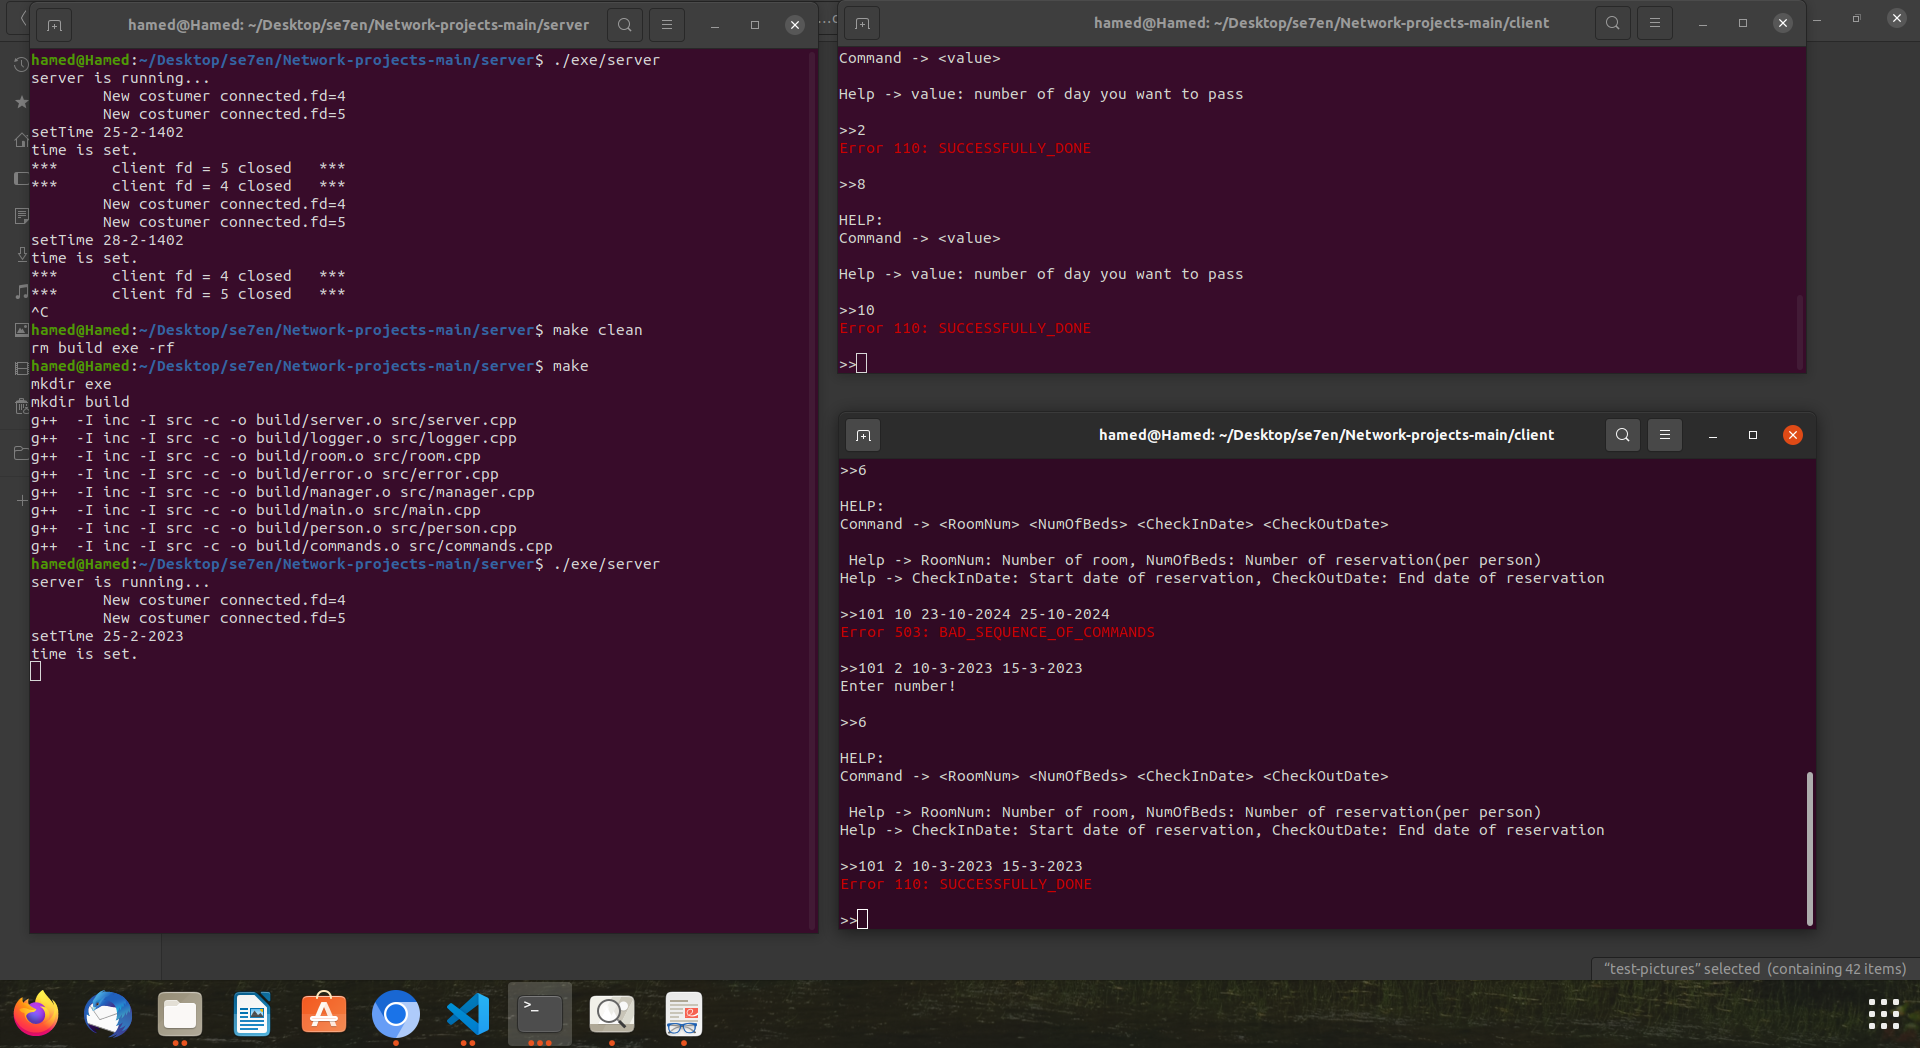 hamed@Hamed: ~/Desktop/se7en/Network-projects-main/server
hamed@Hamed:~/Desktop/se7en/Network-projects-main/server$ ./exe/server
server is running...
New costumer connected.fd=4
New costumer connected.fd=5
setTime 25-2-1402
time is set.
*** client fd = 5 closed ***
*** client fd = 4 closed ***
New costumer connected.fd=4
New costumer connected.fd=5
setTime 28-2-1402
time is set.
*** client fd = 4 closed ***
*** client fd = 5 closed ***
^C
hamed@Hamed:~/Desktop/se7en/Network-projects-main/server$ make clean
rm build exe -rf
hamed@Hamed:~/Desktop/se7en/Network-projects-main/server$ make
mkdir exe
mkdir build
g++  -I inc -I src -c -o build/server.o src/server.cpp
g++  -I inc -I src -c -o build/logger.o src/logger.cpp
g++  -I inc -I src -c -o build/room.o src/room.cpp
g++  -I inc -I src -c -o build/error.o src/error.cpp
g++  -I inc -I src -c -o build/manager.o src/manager.cpp
g++  -I inc -I src -c -o build/main.o src/main.cpp
g++  -I inc -I src -c -o build/person.o src/person.cpp
g++  -I inc -I src -c -o build/commands.o src/commands.cpp
hamed@Hamed:~/Desktop/se7en/Network-projects-main/server$ ./exe/server
server is running...
New costumer connected.fd=4
New costumer connected.fd=5
setTime 25-2-2023
time is set.
hamed@Hamed: ~/Desktop/se7en/Network-projects-main/client
Command -> <value>
Help -> value: number of day you want to pass
>>2
Error 110: SUCCESSFULLY_DONE
>>8
HELP:
Command -> <value>
Help -> value: number of day you want to pass
>>10
Error 110: SUCCESSFULLY_DONE
>>
hamed@Hamed: ~/Desktop/se7en/Network-projects-main/client
>>6
HELP:
Command -> <RoomNum> <NumOfBeds> <CheckInDate> <CheckOutDate>
Help -> RoomNum: Number of room, NumOfBeds: Number of reservation(per person)
Help -> CheckInDate: Start date of reservation, CheckOutDate: End date of reservation
>>101 10 23-10-2024 25-10-2024
Error 503: BAD_SEQUENCE_OF_COMMANDS
>>101 2 10-3-2023 15-3-2023
Enter number!
>>6
HELP:
Command -> <RoomNum> <NumOfBeds> <CheckInDate> <CheckOutDate>
Help -> RoomNum: Number of room, NumOfBeds: Number of reservation(per person)
Help -> CheckInDate: Start date of reservation, CheckOutDate: End date of reservation
>>101 2 10-3-2023 15-3-2023
Error 110: SUCCESSFULLY_DONE
>>
“test-pictures” selected (containing 42 items)